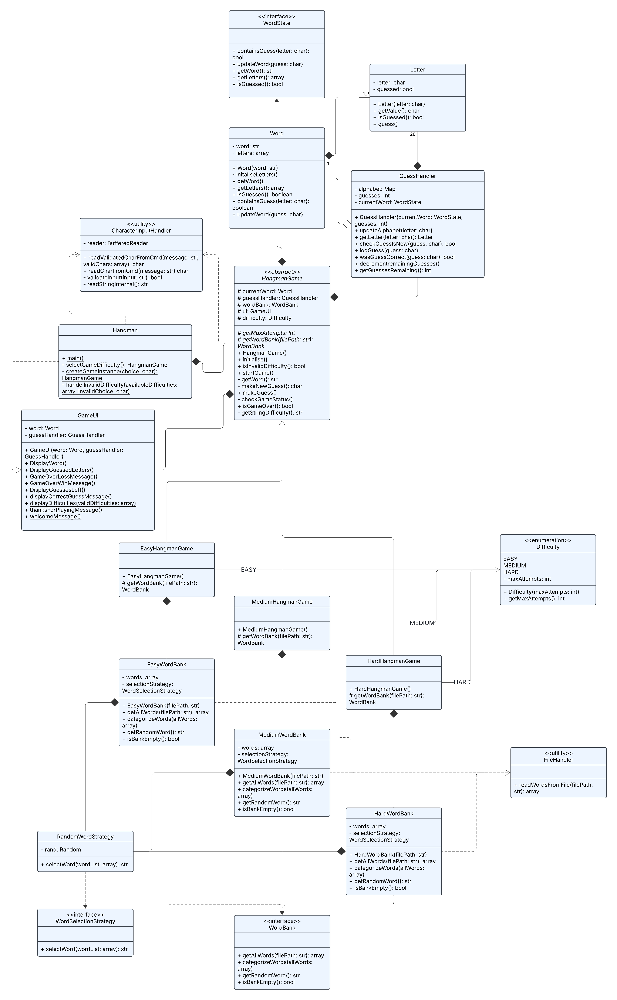 <<interface>>
WordState
+ containsGuess(letter: char):
bool
+ updateWord(guess: char)
+ getWord(): str
+ getLetters(): array
+ isGuessed(): bool
Letter
- letter: char
- guessed: bool
+ Letter(letter: char)
+ getValue(): char
+ isGuessed(): bool
+ guess()
1..*
26
1
1
Word
- word: str
- letters: array
+ Word(word: str)
- initaliseLetters()
+ getWord()
+ getLetters(): array
+ isGuessed(): boolean
+ containsGuess(letter: char):
boolean
+ updateWord(guess: char)
GuessHandler
- alphabet: Map
- guesses: int
- currentWord: WordState
+ GuessHandler(currentWord: WordState,
guesses: int)
+ updateAlphabet(letter: char)
+ getLetter(letter: char): Letter
+ checkGuessIsNew(guess: char): bool
+ logGuess(guess: char)
+ wasGuessCorrect(guess: char): bool
+ decrementremainingGuesses()
+ getGuessesRemaining(): int
<<utility>>
CharacterInputHandler
- reader: BufferedReader
+ readValidatedCharFromCmd(message: str,
validChars: array): char
+ readCharFromCmd(message: str) char
- validateInput(input: str): bool
- readStringInternal(): str
<<abstract>>
HangmanGame
# currentWord: Word
# guessHandler: GuessHandler
# wordBank: WordBank
# ui: GameUI
# difficulty: Difficulty
# getMaxAttempts: Int
# getWordBank(filePath: str):
WordBank
+ HangmanGame()
+ initialise()
+ isInvalidDifficulty(): bool
+ startGame()
- getWord(): str
- makeNewGuess(): char
+ makeGuess()
- checkGameStatus()
+ isGameOver(): bool
- getStringDifficulty(): str
Hangman
+ main()
- selectGameDifficulty(): HangmanGame
- createGameInstance(choice: char):
HangmanGame
- handelInvalidDifficulty(availableDifficulties:
array, invalidChoice: char)
GameUI
- word: Word
- guessHandler: GuessHandler
+ GameUI(word: Word, guessHandler:
GuessHandler)
+ DisplayWord()
+ DisplayGuessedLetters()
+ GameOverLossMessage()
+ GameOverWinMessage()
+ DisplayGuessesLeft()
+ displayCorrectGuessMessage()
+ displayDifficulties(validDifficulties: array)
+ thanksForPlayingMessage()
+ welcomeMessage()
EasyHangmanGame
+ EasyHangmanGame()
# getWordBank(filePath: str):
WordBank
EASY
<<enumeration>>
Difficulty
EASY
MEDIUM
HARD
- maxAttempts: int
+ Difficulty(maxAttempts: int)
+ getMaxAttempts(): int
MediumHangmanGame
+ MediumHangmanGame()
# getWordBank(filePath: str):
WordBank
MEDIUM
HardHangmanGame
+ HardHangmanGame()
# getWordBank(filePath: str):
WordBank
HARD
EasyWordBank
- words: array
- selectionStrategy:
WordSelectionStrategy
+ EasyWordBank(filePath: str)
+ getAllWords(filePath: str): array
+ categorizeWords(allWords:
array)
+ getRandomWord(): str
+ isBankEmpty(): bool
MediumWordBank
- words: array
- selectionStrategy:
WordSelectionStrategy
+ MediumWordBank(filePath: str)
+ getAllWords(filePath: str): array
+ categorizeWords(allWords:
array)
+ getRandomWord(): str
+ isBankEmpty(): bool
<<utility>>
FileHandler
+ readWordsFromFile(filePath:
str): array
HardWordBank
- words: array
- selectionStrategy:
WordSelectionStrategy
+ HardWordBank(filePath: str)
+ getAllWords(filePath: str): array
+ categorizeWords(allWords:
array)
+ getRandomWord(): str
+ isBankEmpty(): bool
RandomWordStrategy
- rand: Random
+ selectWord(wordList: array): str
<<interface>>
WordSelectionStrategy
+ selectWord(wordList: array): str
<<interface>>
WordBank
+ getAllWords(filePath: str): array
+ categorizeWords(allWords:
array)
+ getRandomWord(): str
+ isBankEmpty(): bool